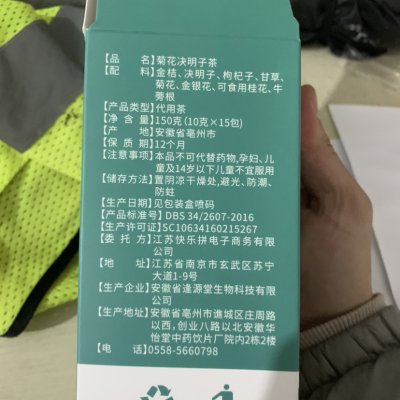 【品　　名】菊花决明子茶
【配　　料】金桔、决明子、枸杞子、甘草、
菊花、金银花、可食用桂花、牛
蒡根
【产品类型】代用茶
【净 含 量】150克(10克×15包)
【产　　地】安徽省亳州市
【保 质 期】12个月
【注意事项】本品不可代替药物,孕妇、儿
童及14岁以下儿童不宜服用
【储存方法】置阴凉干燥处,避光、防潮、
防蛀
【生产日期】见包装盒喷码
【产品标准号】DBS 34/2607-2016
【生产许可证】SC10634160215267
【委 托 方】江苏快乐拼电子商务有限
公司
【地　　址】江苏省南京市玄武区苏宁
大道1-9号
【生产企业】安徽省逢源堂生物科技有限
公司
【生产地址】安徽省亳州市谯城区庄周路
以西,创业八路以北安徽华
怡堂中药饮片厂院内2栋2楼
【电　　话】0558-5660798